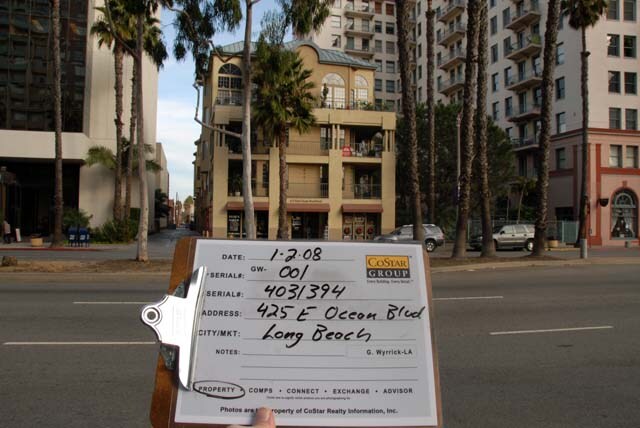 DATE: 1-2-08
SERIAL#: GW- 001
SERIAL#: 4031394
ADDRESS: 425 E Ocean Blvd
CITY/MKT: Long Beach
NOTES:
G. Wyrrick-LA
COSTAR
GROUP
PROPERTY • COMPS • CONNECT • EXCHANGE • ADVISOR
Photos are the property of CoStar Realty Information, Inc.